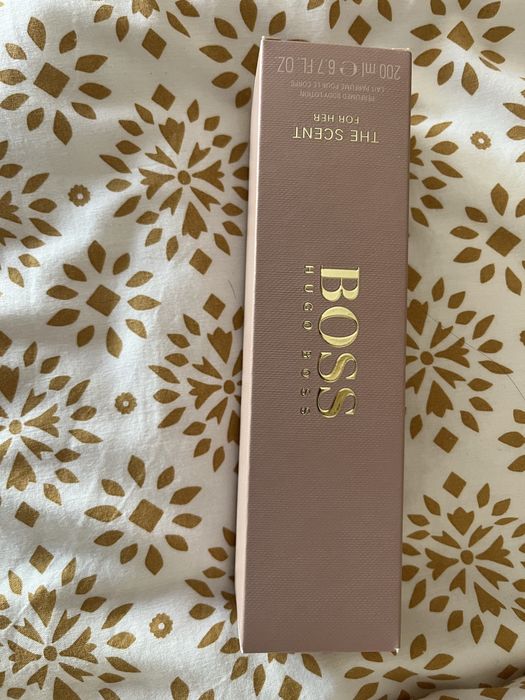 BOSS
HUGO BOSS
THE SCENT
FOR HER
PERFUMED BODY LOTION
LAIT PARFUMÉ POUR LE CORPS
200 ml ℮ 6.7 FL. OZ